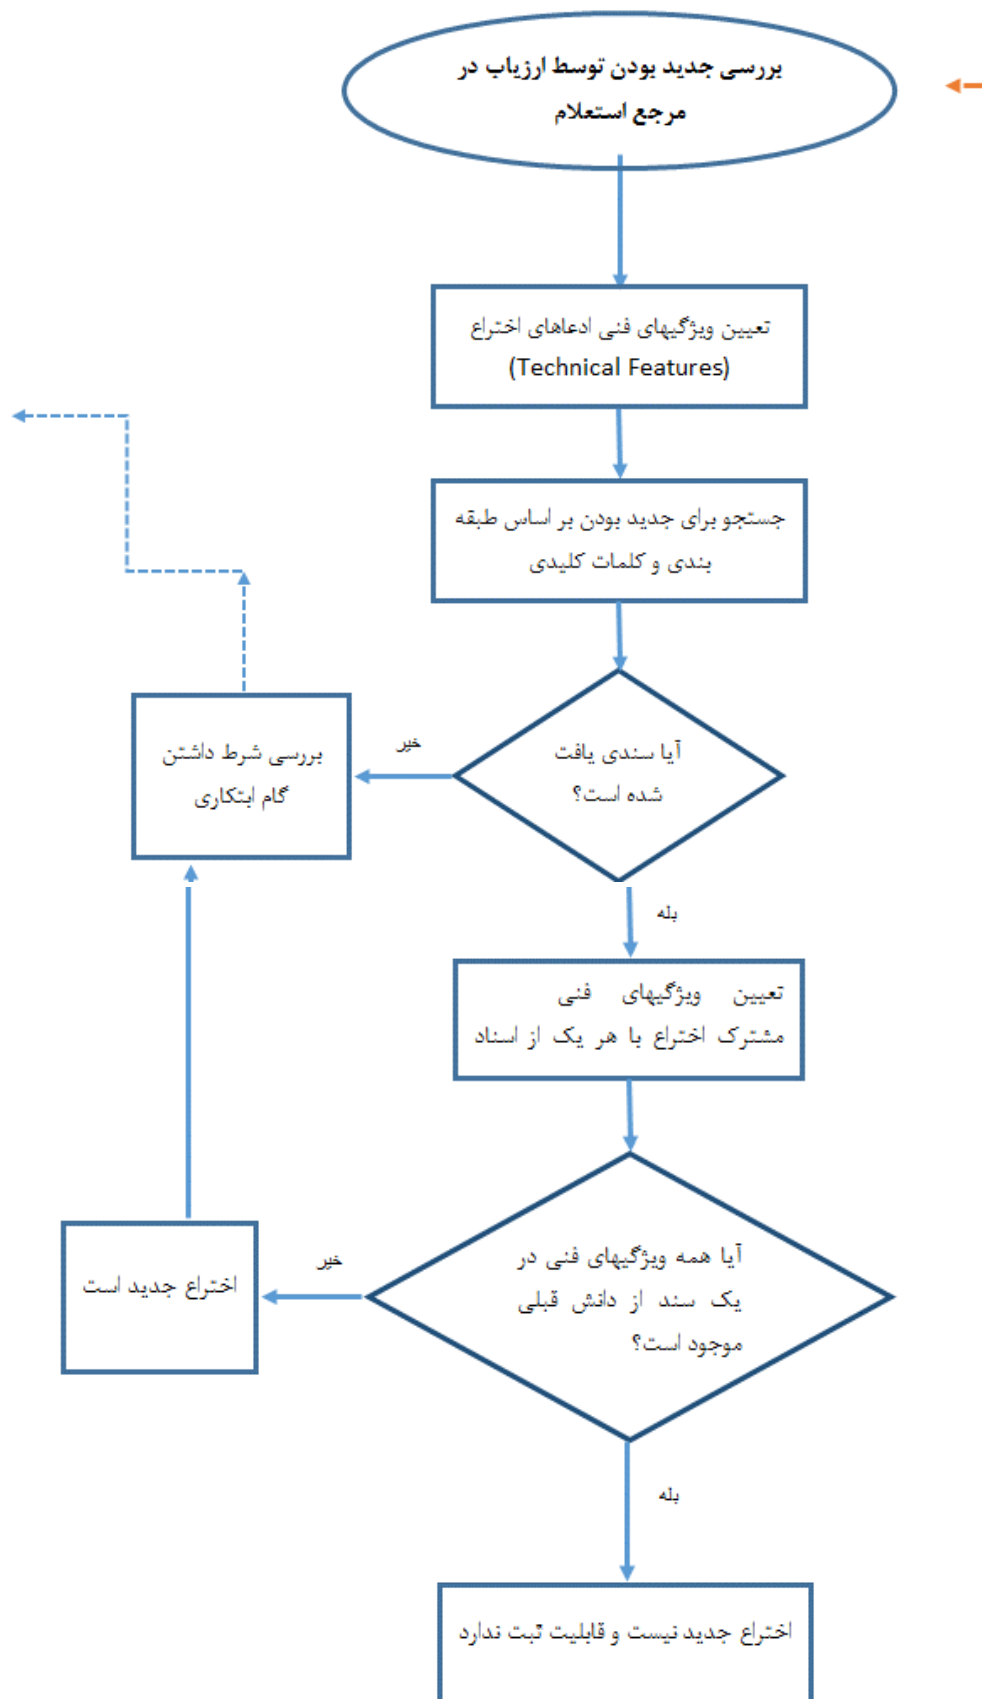 بررسی جدید بودن توسط ارزیاب در
مرجع استعلام
تعیین ویژگیهای فنی ادعاهای اختراع
(Technical Features)
جستجو برای جدید بودن بر اساس طبقه
بندی و کلمات کلیدی
آیا سندی یافت
شده است؟
خیر
بررسی شرط داشتن
گام ابتکاری
بله
تعیین ویژگیهای فنی
مشترک اختراع با هر یک از اسناد
آیا همه ویژگیهای فنی در
یک سند از دانش قبلی
موجود است؟
خیر
اختراع جدید است
بله
اختراع جدید نیست و قابلیت ثبت ندارد